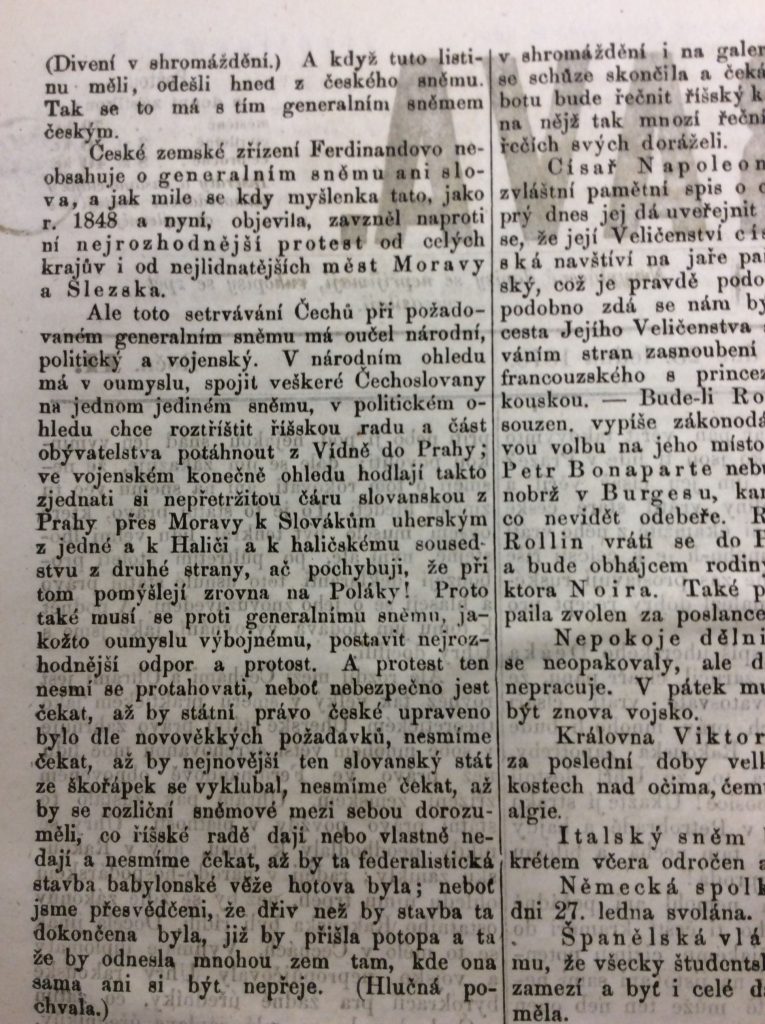 (Divení v shromáždění.) A když tuto listi-
nu měli, odešli hned z českého sněmu.
Tak se to má s tím generalním sněmem
českým.
České zemské zřízení Ferdinandovo ne-
obsahuje o generalním sněmu ani slo-
va, a jak mile se kdy myšlenka tato, jako
r. 1848 a nyní, objevila, zavzněl naproti
ní nejrozhodnější protest od celých
krajův i od nejlidnatějších měst Moravy
a Slezska.
Ale toto setrvávání Čechů při požado-
vaném generalním sněmu má oučel národní,
politický a vojenský. V národním ohledu
má v oumyslu, spojit veškeré Čechoslovany
na jednom jediném sněmu, v politickém o-
hledu chce roztříštit říšskou radu a část
obývatelstva potáhnout z Vídně do Prahy;
ve vojenském konečně ohledu hodlají takto
zjednati si nepřetržitou čáru slovanskou z
Prahy přes Moravy k Slovákům uherským
z jedné a k Haliči a k haličskému soused-
stvu z druhé strany, ač pochybuji, že při
tom pomýšlejí zrovna na Poláky! Proto
také musí se proti generalnímu sněmu, ja-
kožto oumyslu výbojnému, postavit nejroz-
hodnější odpor a protost. A protest ten
nesmí se protahovati, neboť nebezpečno jest
čekat, až by státní právo české upraveno
bylo dle novověkkých požadavků, nesmíme
čekat, až by nejnovější ten slovanský stát
ze škořápek se vyklubal, nesmíme čekat, až
by se rozliční sněmové mezi sebou dorozu-
měli, co říšské radě dají nebo vlastně ne-
dají a nesmíme čekat, až by ta federalistická
stavba babylonské věže hotova byla; neboť
jsme přesvědčeni, že dřív než by stavba ta
dokončena byla, již by přišla potopa a ta
že by odnesla mnohou zem tam, kde ona
sama ani si být nepřeje. (Hlučná po-
chvala.)
v shromáždění i na galer
se schůze skončila a čeká
botu bude řečnit říšský k
na nějž tak mnozí řeční
řečích svých doráželi.
Císař Napoleon
zvláštní pamětní spis o
prý dnes jej dá uveřejnit
se, že její Veličenství cís
ská navštíví na jaře pa
ský, což je pravdě podo
podobno zdá se nám by
cesta Jejího Veličenstva
váním stran zasnoubení
francouzského s princez
kouskou. — Bude-li Ro
souzen, vypíše zákonodá
vou volbu na jeho místo
Petr Bonaparte neb
nobrž v Burgesu, kam
co nevidět odebeře. R
Rollin vrátí se do P
a bude obhájcem rodiny
ktora Noira. Také p
paila zvolen za poslance
Nepokoje dělni
se neopakovaly, ale d
nepracuje. V pátek mu
být znova vojsko.
Královna Viktor
za poslední doby velk
kostech nad očima, čemu
algie.
Italský sněm
krétem včera odročen a
Německá spolk
dni 27. ledna svolána.
Španělská vlá
mu, že všecky študentsk
zamezí a byť i celé d
měla.